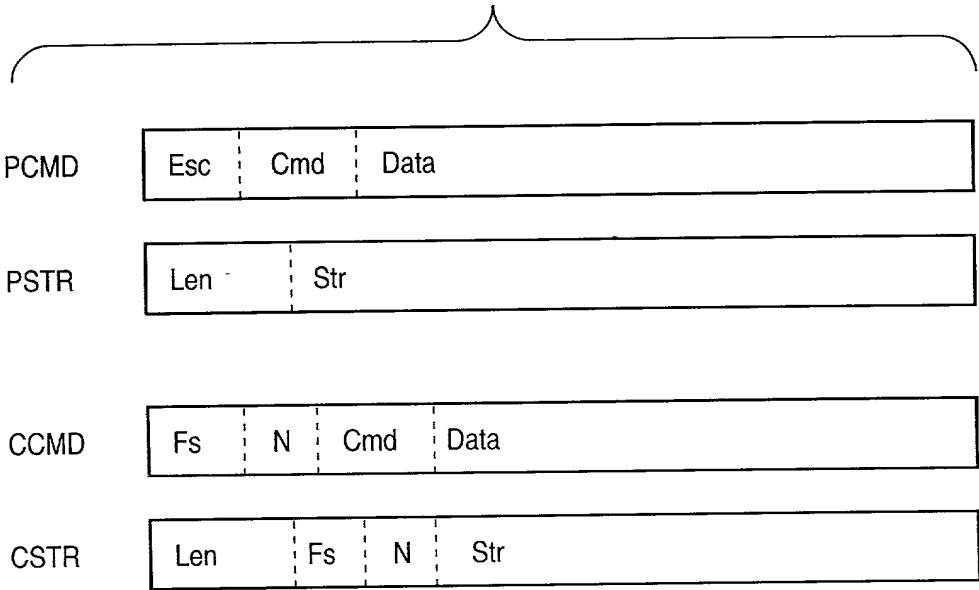 PCMD Esc Cmd Data
PSTR Len Str
CCMD Fs N Cmd Data
CSTR Len Fs N Str